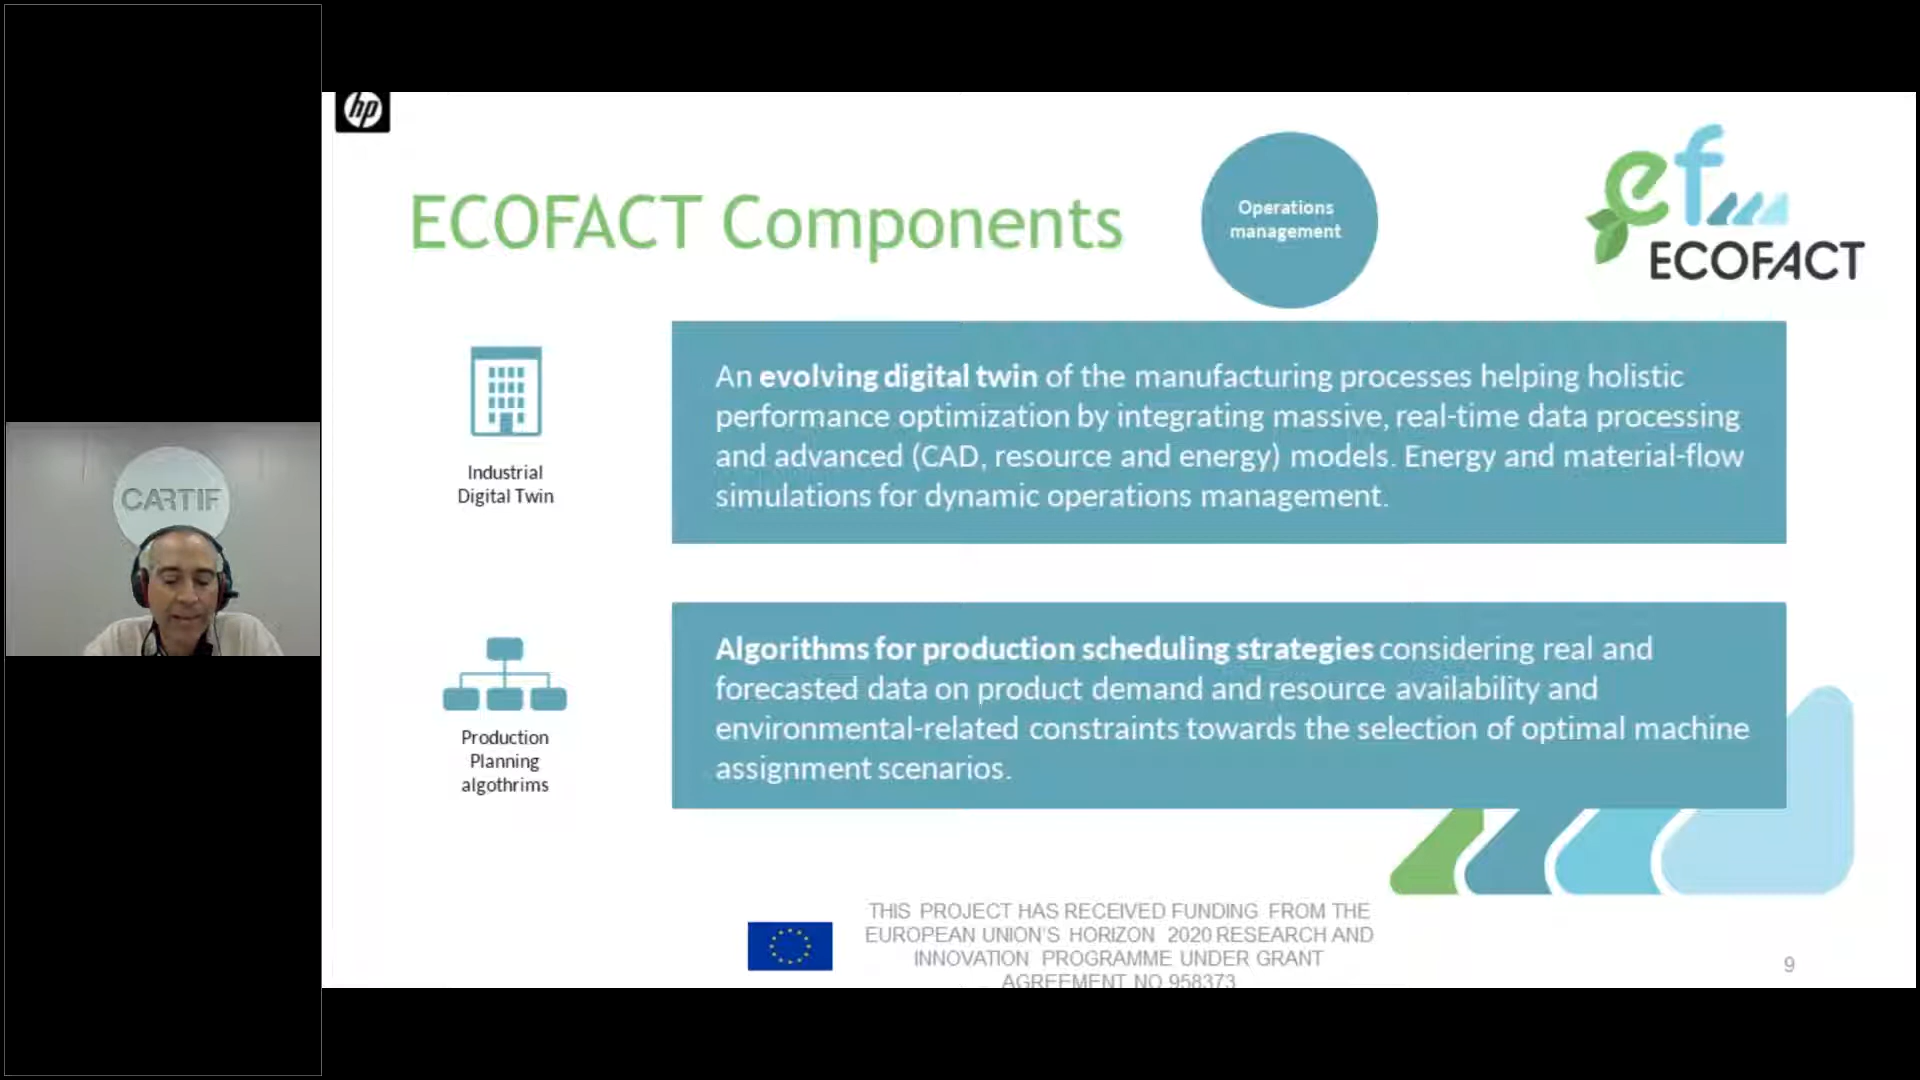 hp
ECOFACT Components
Operations
management
ef
ECOFACT
Industrial
Digital Twin
An evolving digital twin of the manufacturing processes helping holistic
performance optimization by integrating massive, real-time data processing
and advanced (CAD, resource and energy) models. Energy and material-flow
simulations for dynamic operations management.
CARTIF
Production
Planning
algothrims
Algorithms for production scheduling strategies considering real and
forecasted data on product demand and resource availability and
environmental-related constraints towards the selection of optimal machine
assignment scenarios.
THIS PROJECT HAS RECEIVED FUNDING FROM THE
EUROPEAN UNION'S HORIZON 2020 RESEARCH AND
INNOVATION PROGRAMME UNDER GRANT
AGREEMENT NO 958373
9